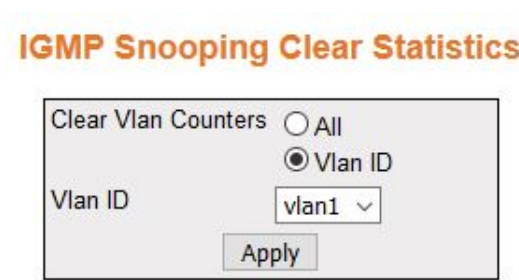 IGMP Snooping Clear Statistics
Clear Vlan Counters All
Vlan ID
Vlan ID vlan1
Apply